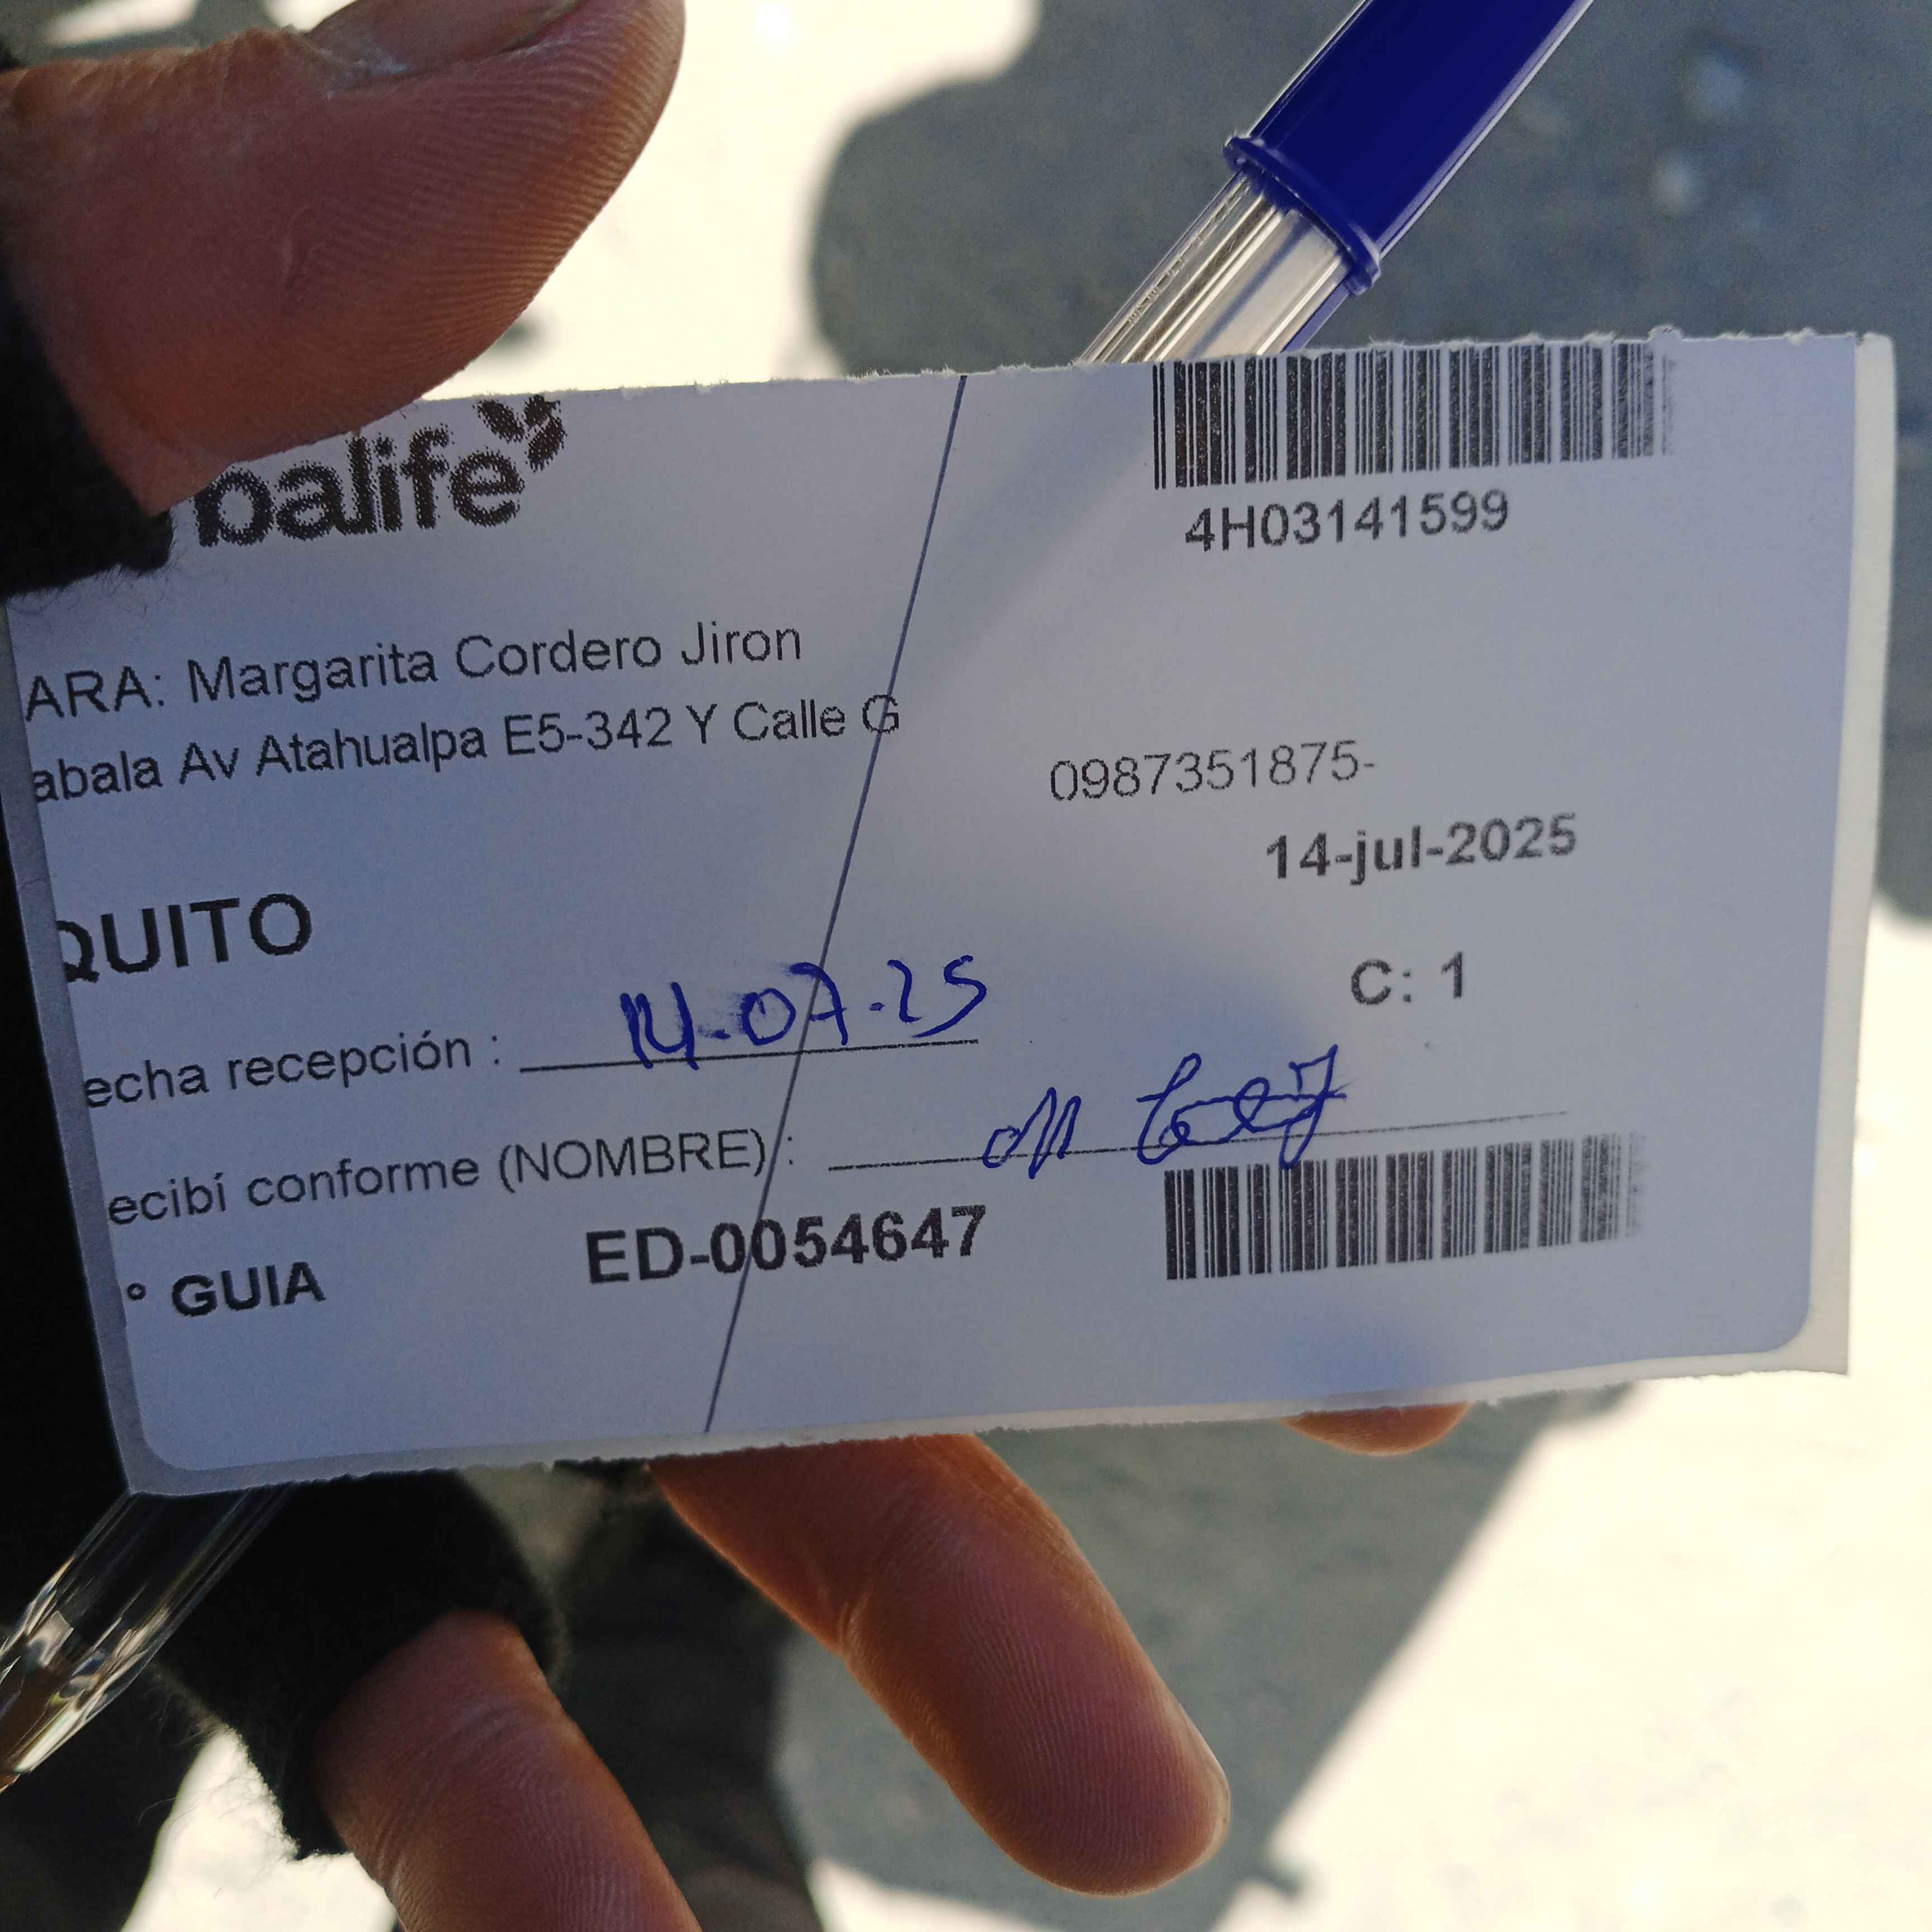 balife
4H03141599
ARA: Margarita Cordero Jiron
abala Av Atahualpa E5-342 Y Calle G
0987351875-
14-jul-2025
QUITO
C: 1
echa recepción : 14-07-25
ecibí conforme (NOMBRE) : M
° GUIA ED-0054647